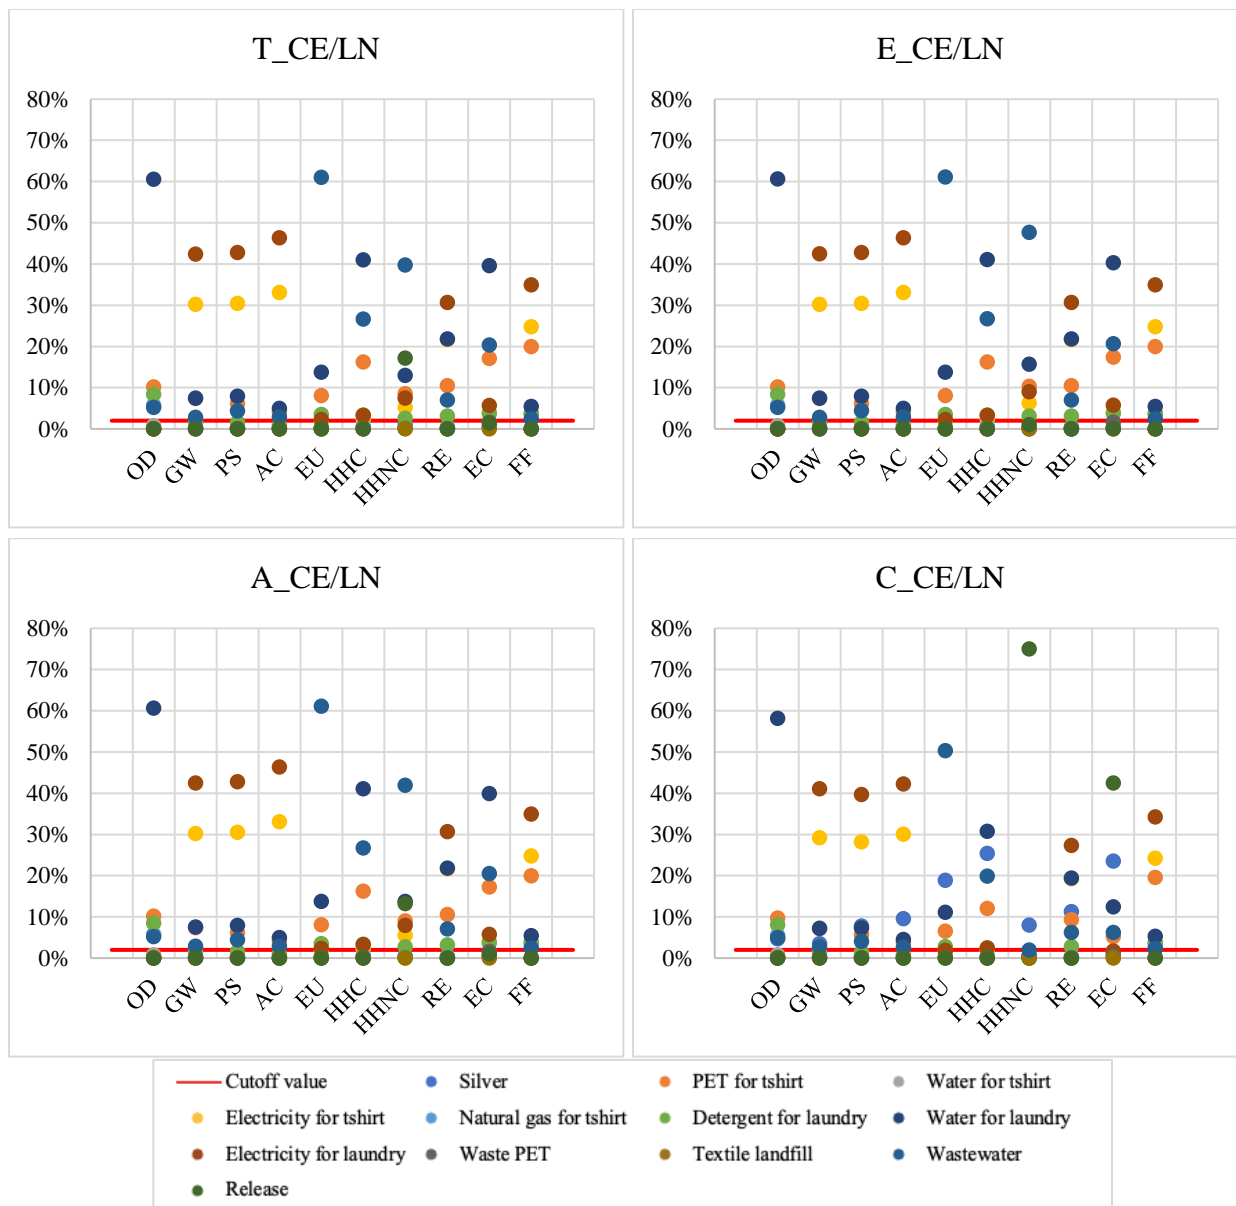 T_CE/LN
80%
70%
60%
50%
40%
30%
20%
10%
0%
OD
GW
PS
AC
EU
HHC
HHNC
RE
EC
FF
E_CE/LN
80%
70%
60%
50%
40%
30%
20%
10%
0%
OD
GW
PS
AC
EU
HHC
HHNC
RE
EC
FF
A_CE/LN
80%
70%
60%
50%
40%
30%
20%
10%
0%
OD
GW
PS
AC
EU
HHC
HHNC
RE
EC
FF
C_CE/LN
80%
70%
60%
50%
40%
30%
20%
10%
0%
OD
GW
PS
AC
EU
HHC
HHNC
RE
EC
FF
Cutoff value
Silver
PET for tshirt
Water for tshirt
Electricity for tshirt
Natural gas for tshirt
Detergent for laundry
Water for laundry
Electricity for laundry
Waste PET
Textile landfill
Wastewater
Release